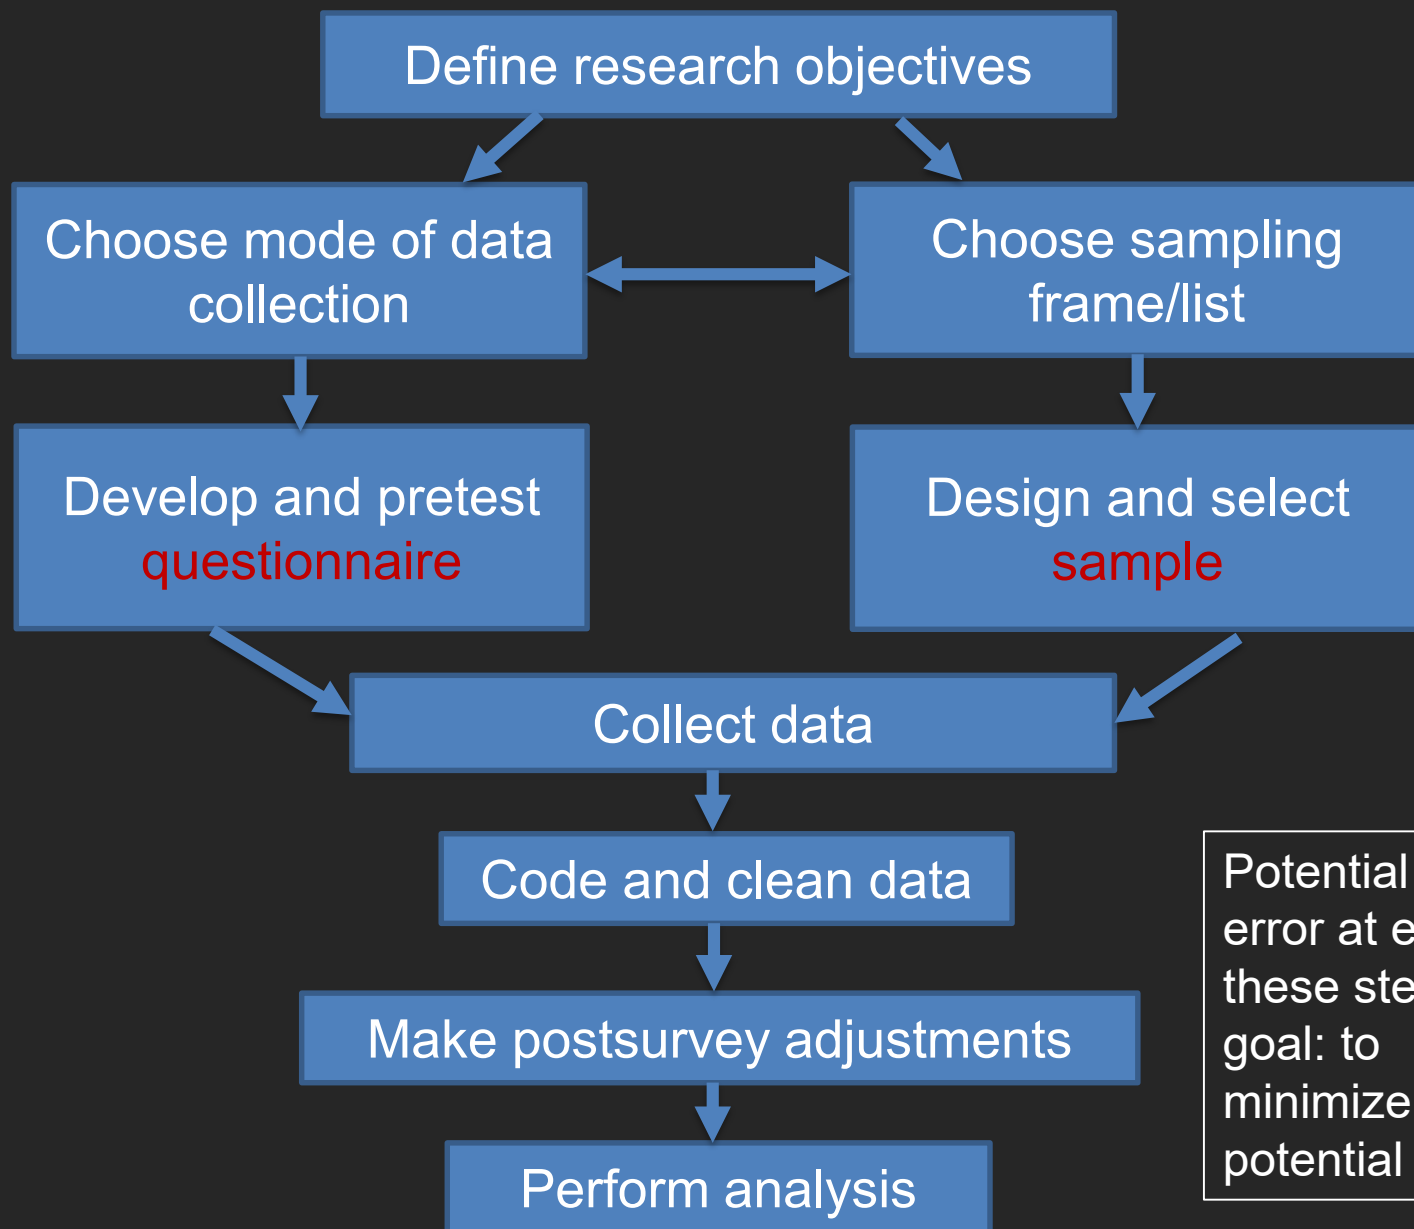 Define research objectives
Choose mode of data
collection
Choose sampling
frame/list
Develop and pretest
questionnaire
Design and select
sample
Collect data
Code and clean data
Make postsurvey adjustments
Perform analysis
Potential
error at
these
goal: to
minimize
potential